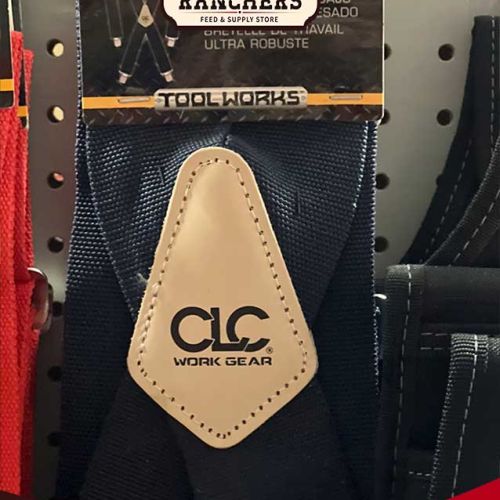 RANCHERS
FEED & SUPPLY STORE
ESADO
BRETELLE DE TRAVAIL
ULTRA ROBUSTE
TOOLWORKS
CLC®
WORK GEAR